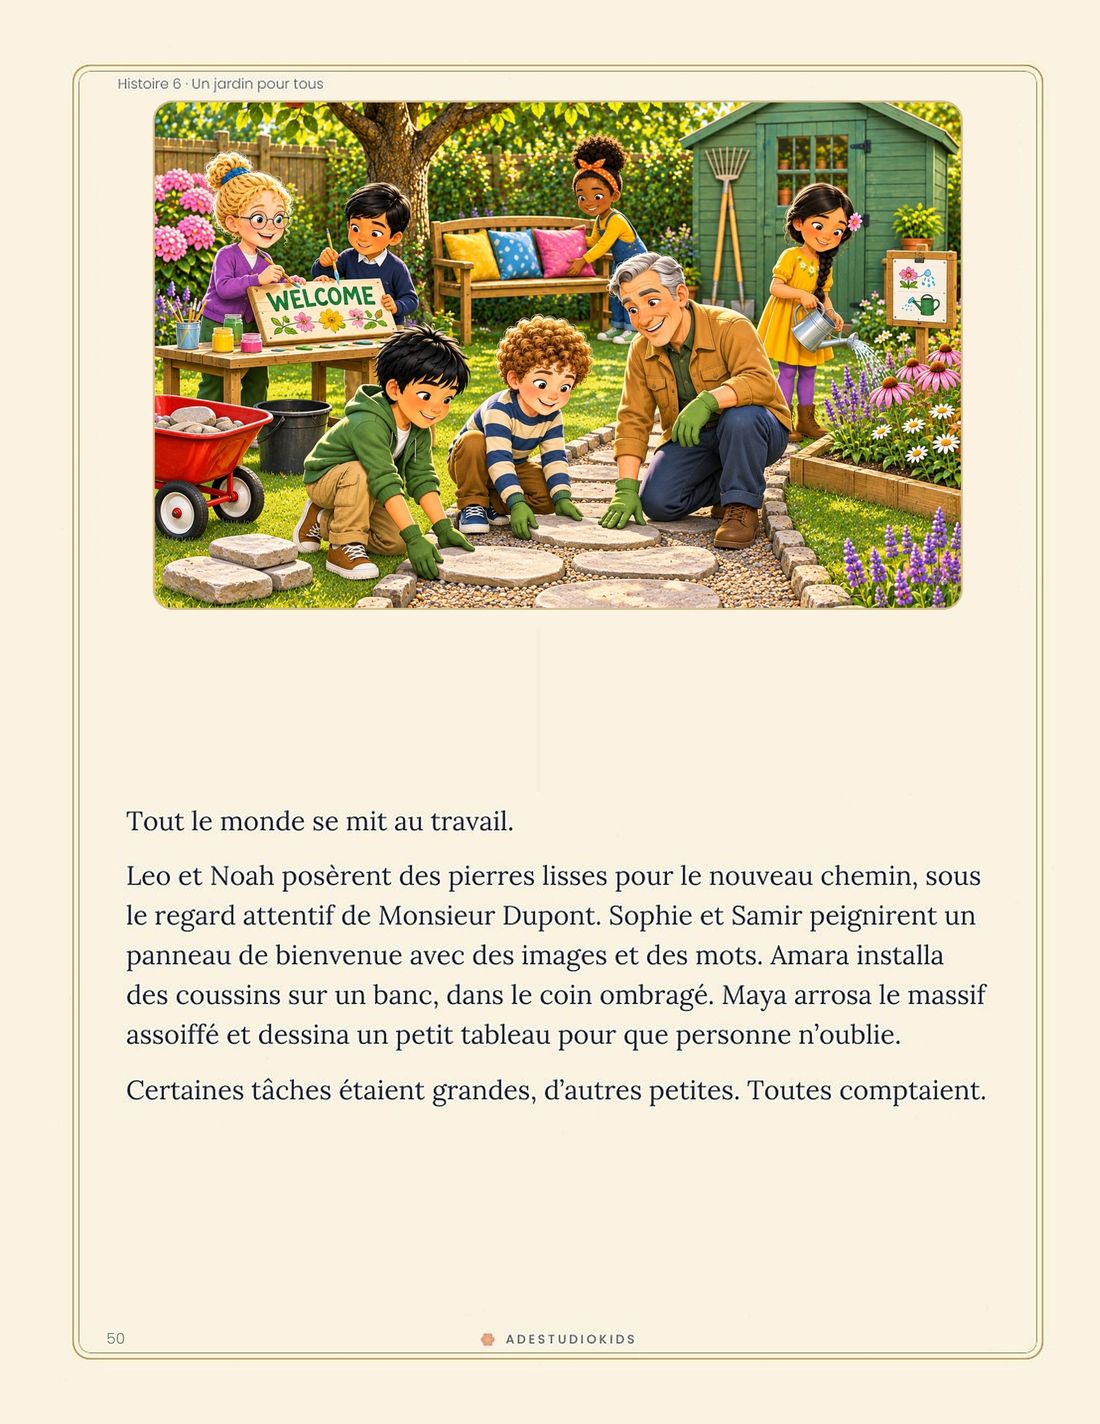 Histoire 6 · Un jardin pour tous
WELCOME
Tout le monde se mit au travail.
Leo et Noah posèrent des pierres lisses pour le nouveau chemin, sous
le regard attentif de Monsieur Dupont. Sophie et Samir peignirent un
panneau de bienvenue avec des images et des mots. Amara installa
des coussins sur un banc, dans le coin ombragé. Maya arrosa le massif
assoiffé et dessina un petit tableau pour que personne n’oublie.
Certaines tâches étaient grandes, d’autres petites. Toutes comptaient.
50
ADESTUDIOKIDS